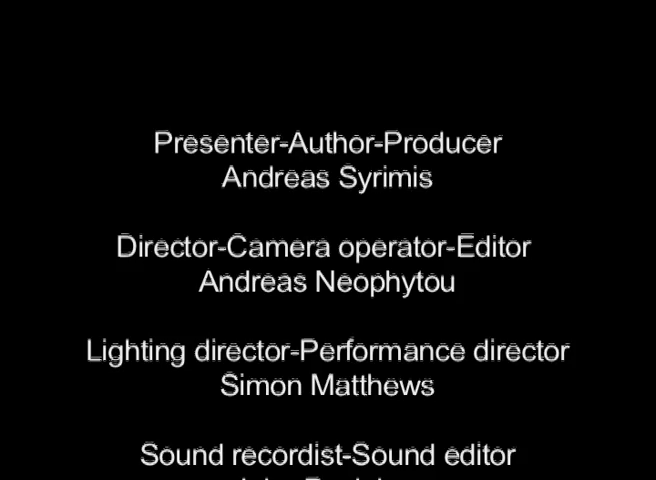 Presenter-Author-Producer
Andreas Syrimis
Director-Camera operator-Editor
Andreas Neophytou
Lighting director-Performance director
Simon Matthews
Sound recordist-Sound editor